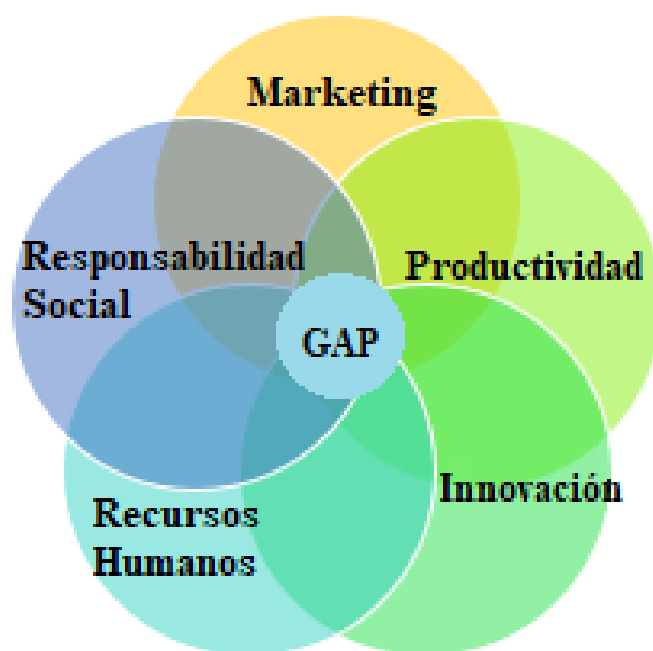 Marketing
Responsabilidad
Social
Productividad
GAP
Innovación
Recursos
Humanos